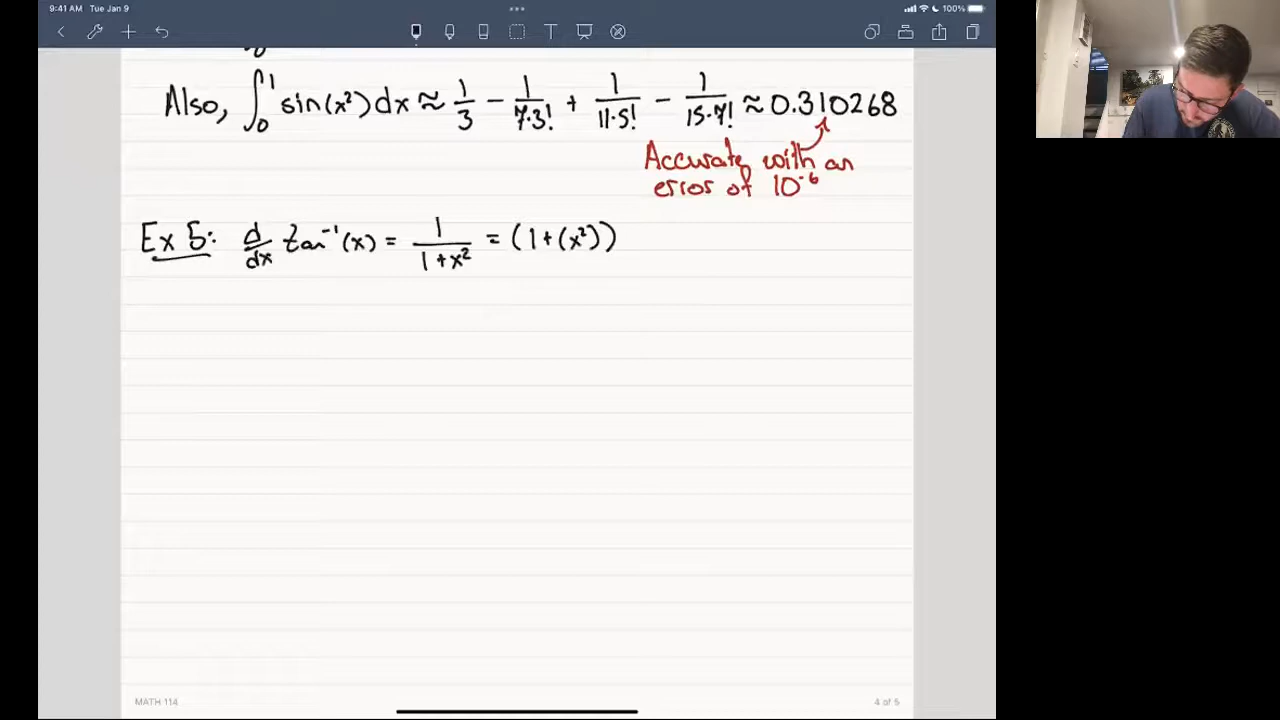 9:41 AM Tue Jan 9
100%
Also, ∫₀¹ sin(x²) dx ≈ 1/3 − 1/(7·3!) + 1/(11·5!) − 1/(15·7!) ≈ 0.310268
Accurate with an
error of 10⁻⁶
Ex 5: d/dx tan⁻¹(x) = 1/(1+x²) = (1+(x²))
MATH 114
4 of 5